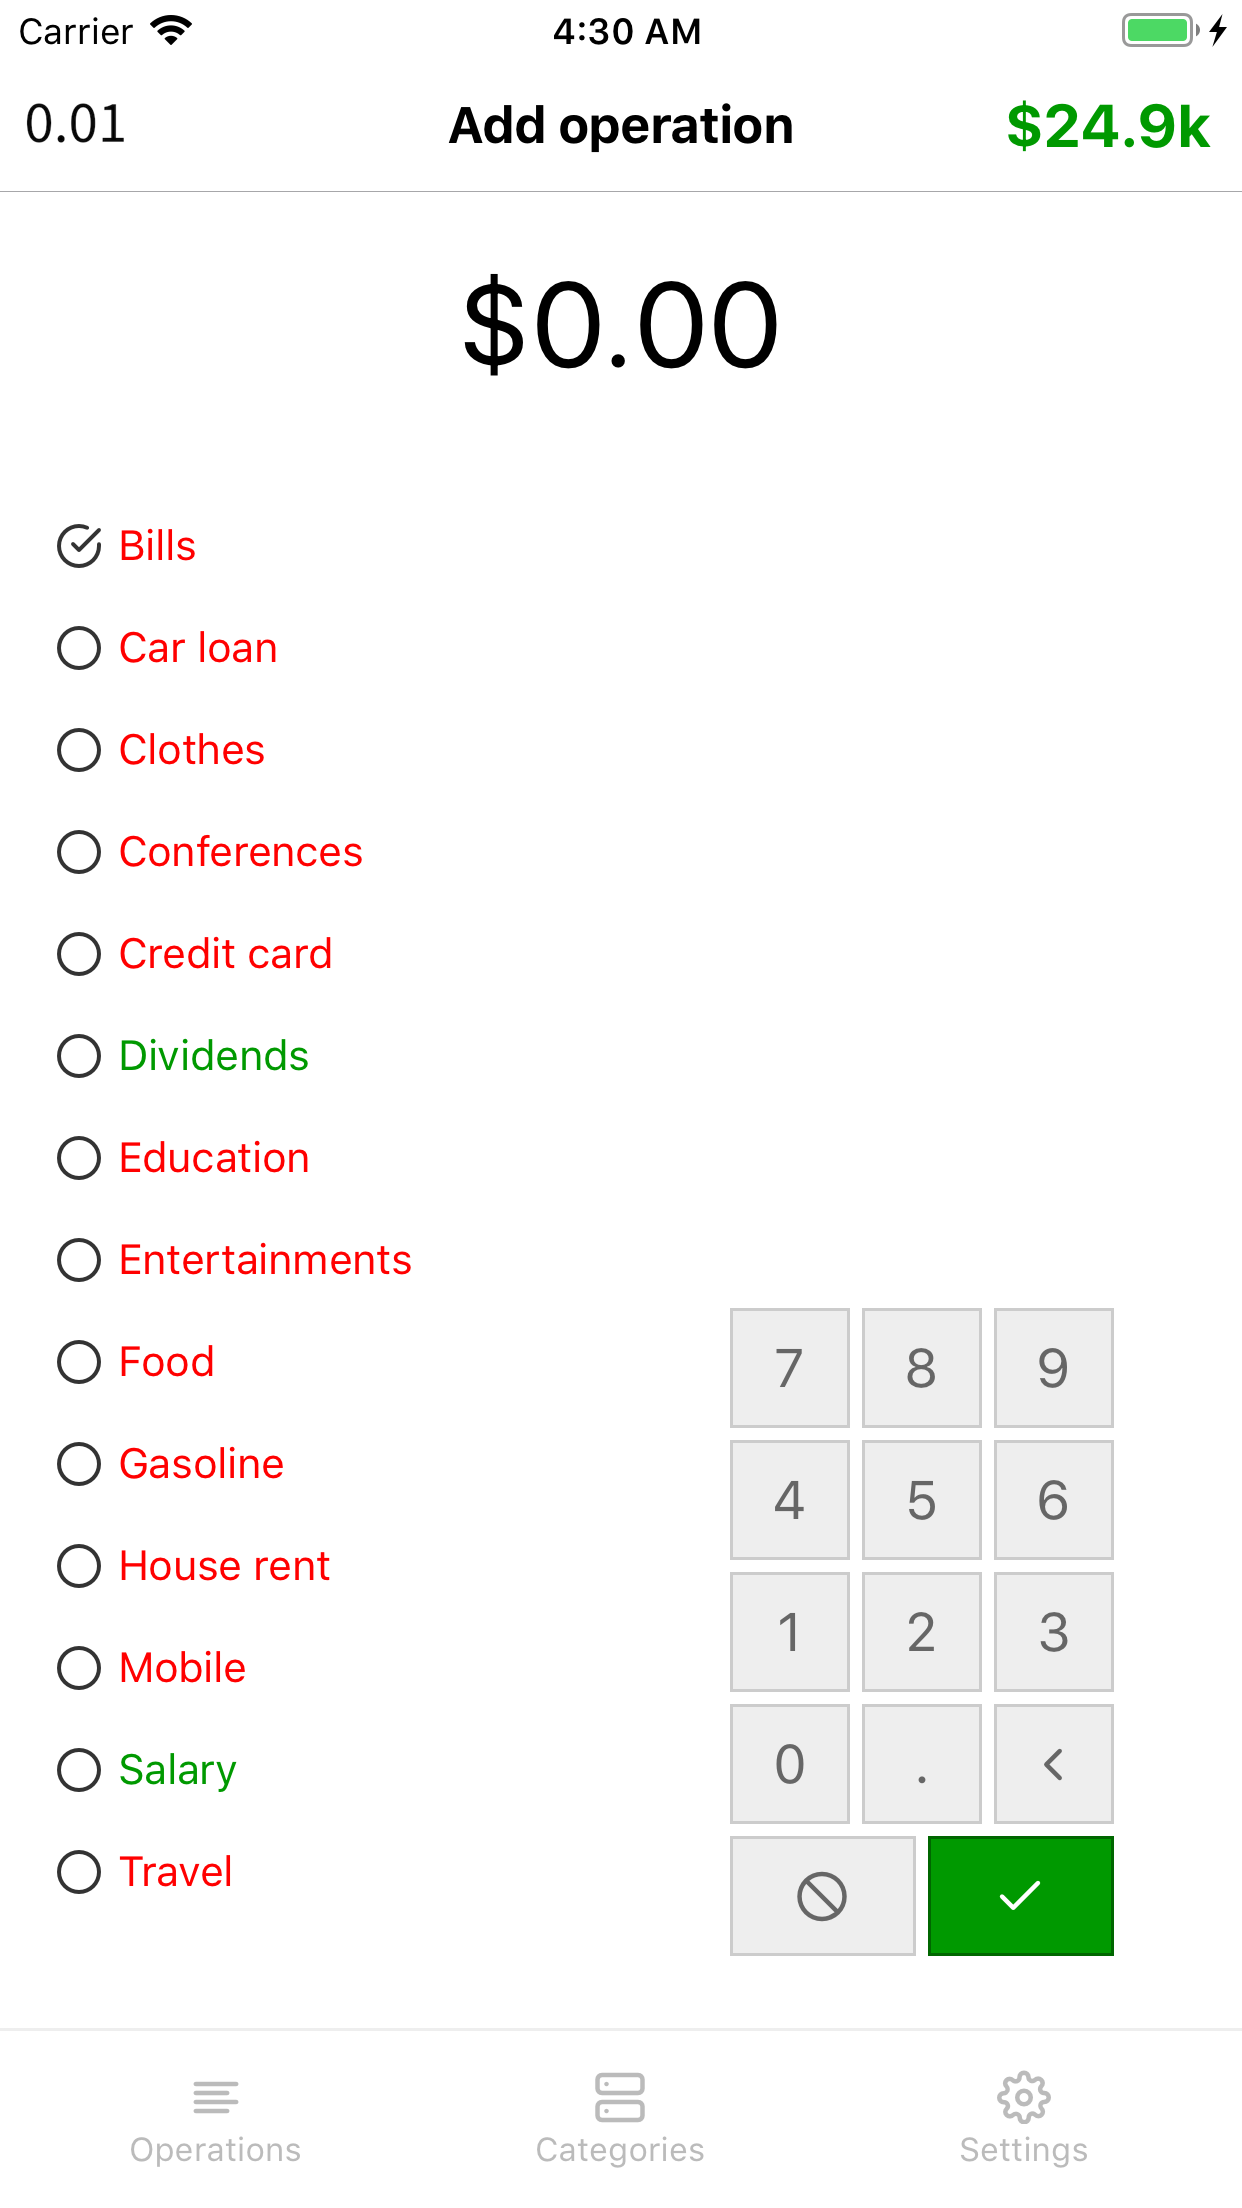 Carrier 4:30 AM
0.01 Add operation $24.9k
$0.00
Bills
Car loan
Clothes
Conferences
Credit card
Dividends
Education
Entertainments
Food
Gasoline
House rent
Mobile
Salary
Travel
7 8 9
4 5 6
1 2 3
0 . <
Operations Categories Settings